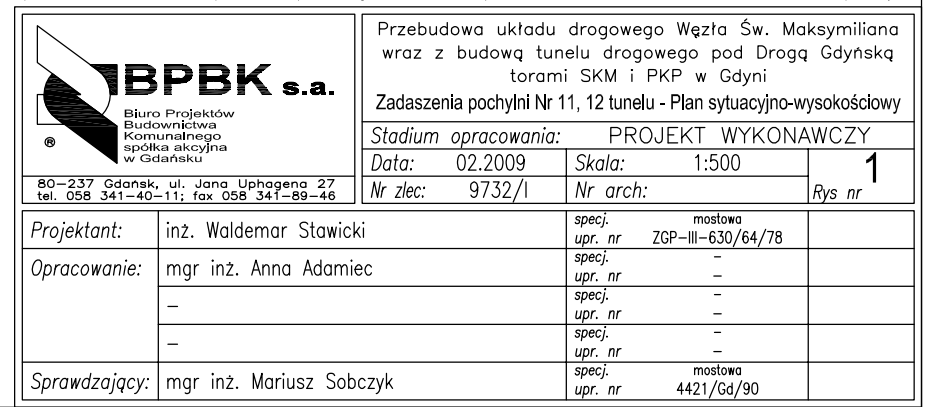 BPBK s.a.
Biuro Projektów
Budownictwa
Komunalnego
spółka akcyjna
w Gdańsku
®
80-237 Gdańsk, ul. Jana Uphagena 27
tel. 058 341-40-11; fax 058 341-89-46
Przebudowa układu drogowego Węzła Św. Maksymiliana
wraz z budową tunelu drogowego pod Drogą Gdyńską
torami SKM i PKP w Gdyni
Zadaszenia pochylni Nr 11, 12 tunelu - Plan sytuacyjno-wysokościowy
Stadium opracowania: PROJEKT WYKONAWCZY
Data: 02.2009 Skala: 1:500 1
Nr zlec: 9732/I Nr arch: Rys nr
Projektant: inż. Waldemar Stawicki specj. mostowa
upr. nr ZGP-III-630/64/78
Opracowanie: mgr inż. Anna Adamiec specj. -
upr. nr -
- specj. -
upr. nr -
- specj. -
upr. nr -
Sprawdzający: mgr inż. Mariusz Sobczyk specj. mostowa
upr. nr 4421/Gd/90